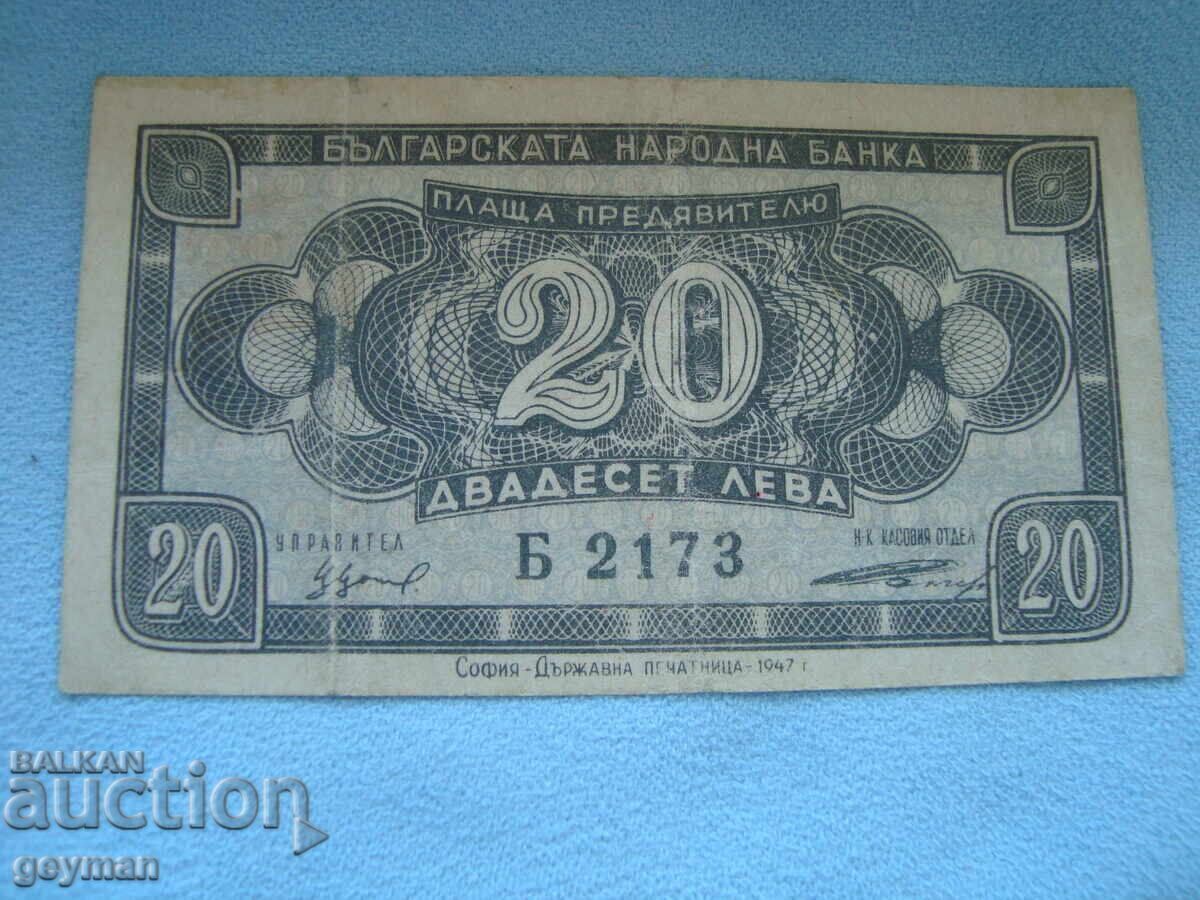 БЪЛГАРСКАТА НАРОДНА БАНКА
ПЛАЩА ПРЕДЯВИТЕЛЮ
20
ДВАДЕСЕТ ЛЕВА
УПРАВИТЕЛ
Б 2173
Н-К КАСОВИЯ ОТДЕЛ
20
20
СОФИЯ - ДЪРЖАВНА ПЕЧАТНИЦА - 1947 г
BALKAN
auction
geyman